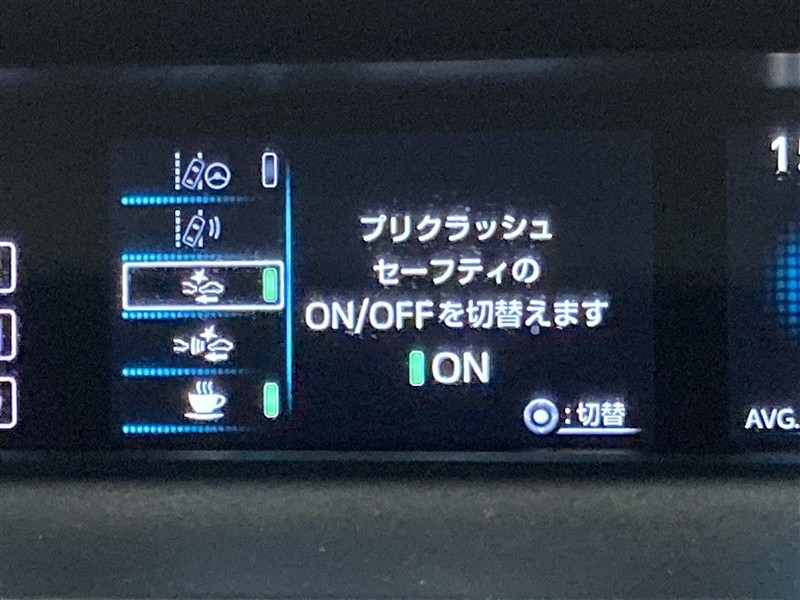 プリクラッシュ
セーフティの
ON/OFFを切替えます
ON
:切替
AVG.